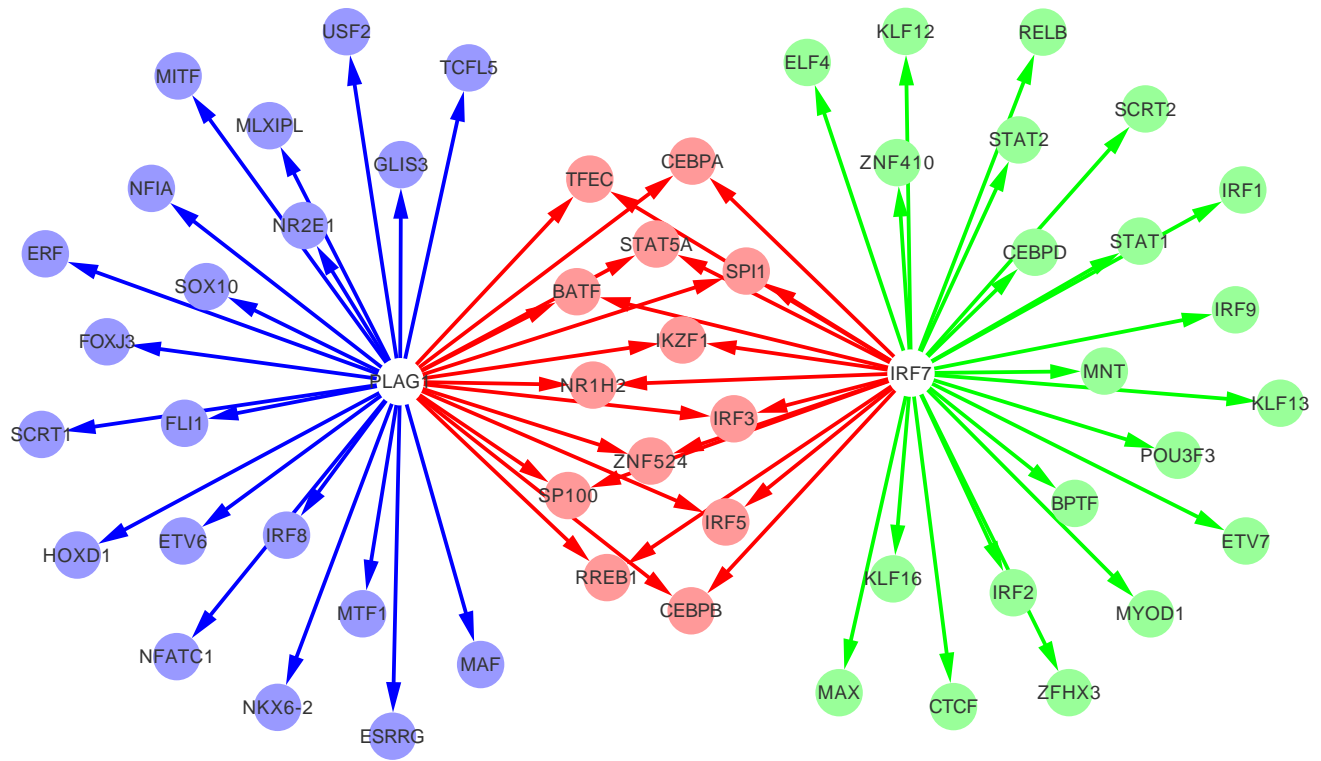 USF2
KLF12
RELB
ELF4
TCFL5
MITF
SCRT2
MLXIPL
STAT2
GLIS3
CEBPA
ZNF410
TFEC
NFIA
IRF1
NR2E1
STAT5A
STAT1
ERF
CEBPD
SPI1
SOX10
BATF
IRF9
FOXJ3
IKZF1
MNT
PLAG1
IRF7
NR1H2
KLF13
SCRT1
FLI1
IRF3
ZNF524
POU3F3
SP100
BPTF
IRF5
HOXD1
ETV6
IRF8
ETV7
RREB1
KLF16
IRF2
CEBPB
MTF1
MYOD1
NFATC1
MAF
MAX
ZFHX3
NKX6-2
CTCF
ESRRG